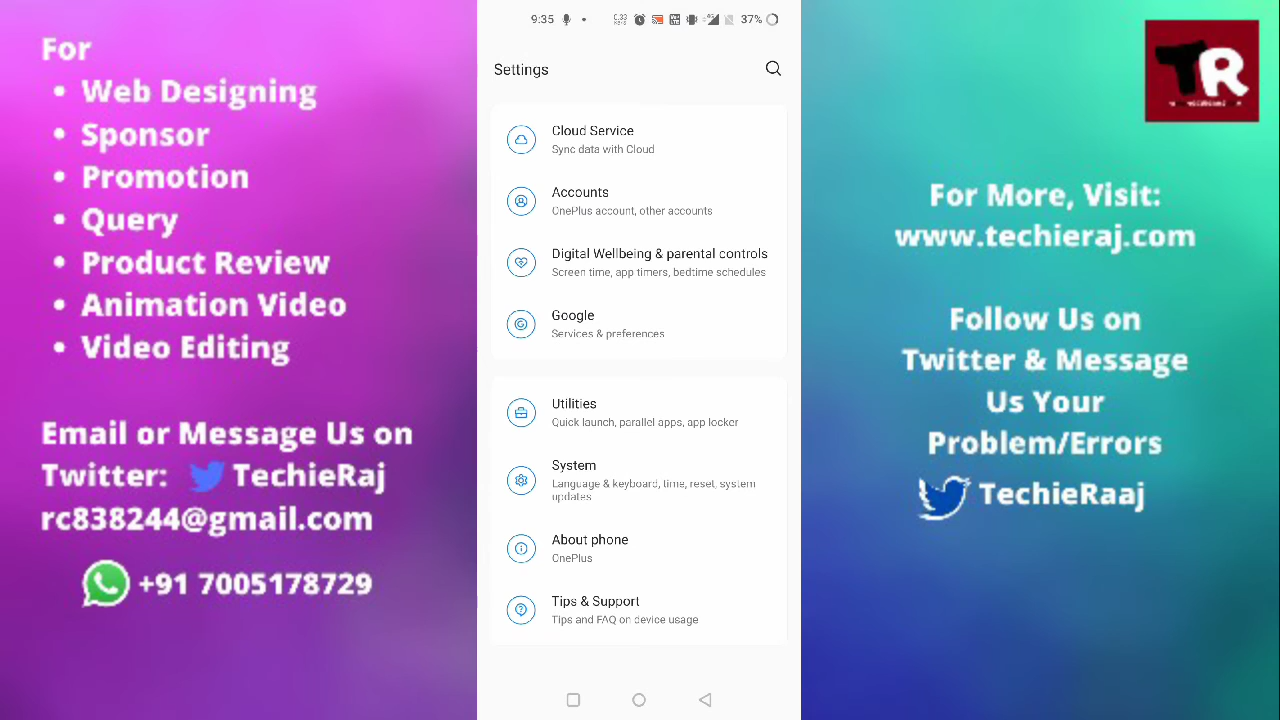 For
• Web Designing
• Sponsor
• Promotion
• Query
• Product Review
• Animation Video
• Video Editing
Email or Message Us on
Twitter: TechieRaj
rc838244@gmail.com
+91 7005178729
9:35
37%
Settings
Cloud Service
Sync data with Cloud
Accounts
OnePlus account, other accounts
Digital Wellbeing & parental controls
Screen time, app timers, bedtime schedules
Google
Services & preferences
Utilities
Quick launch, parallel apps, app locker
System
Language & keyboard, time, reset, system
updates
About phone
OnePlus
Tips & Support
Tips and FAQ on device usage
TR
For More, Visit:
www.techieraj.com
Follow Us on
Twitter & Message
Us Your
Problem/Errors
TechieRaaj